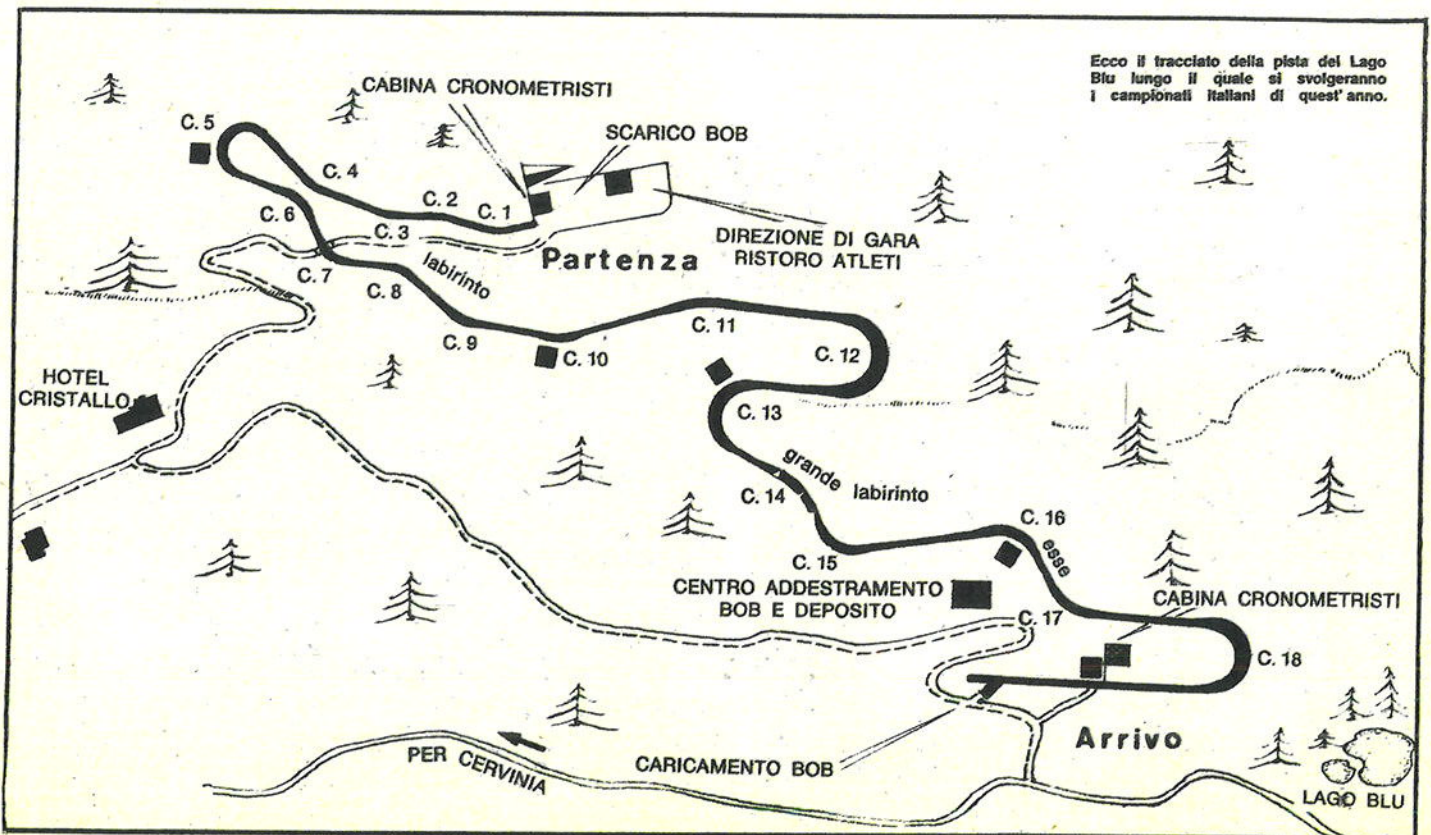 Ecco il tracciato della pista del Lago
Blu lungo il quale si svolgeranno
i campionati italiani di quest'anno.
CABINA CRONOMETRISTI
SCARICO BOB
C. 5
C. 4
C. 2
C. 1
C. 6
C. 3
DIREZIONE DI GARA
RISTORO ATLETI
Partenza
labirinto
C. 7
C. 8
C. 9
C. 10
C. 11
C. 12
HOTEL
CRISTALLO
C. 13
grande labirinto
C. 14
C. 15
C. 16
esse
CENTRO ADDESTRAMENTO
BOB E DEPOSITO
CABINA CRONOMETRISTI
C. 17
C. 18
Arrivo
PER CERVINIA
CARICAMENTO BOB
LAGO BLU